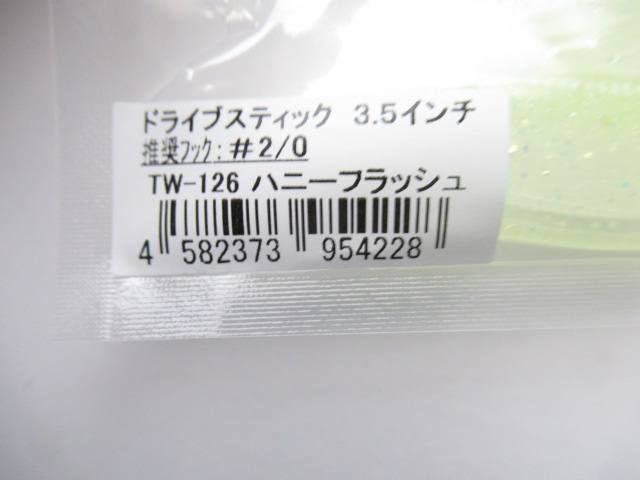 ドライブスティック 3.5インチ
推奨フック:#2/0
TW-126 ハニーフラッシュ
4 582373 954228